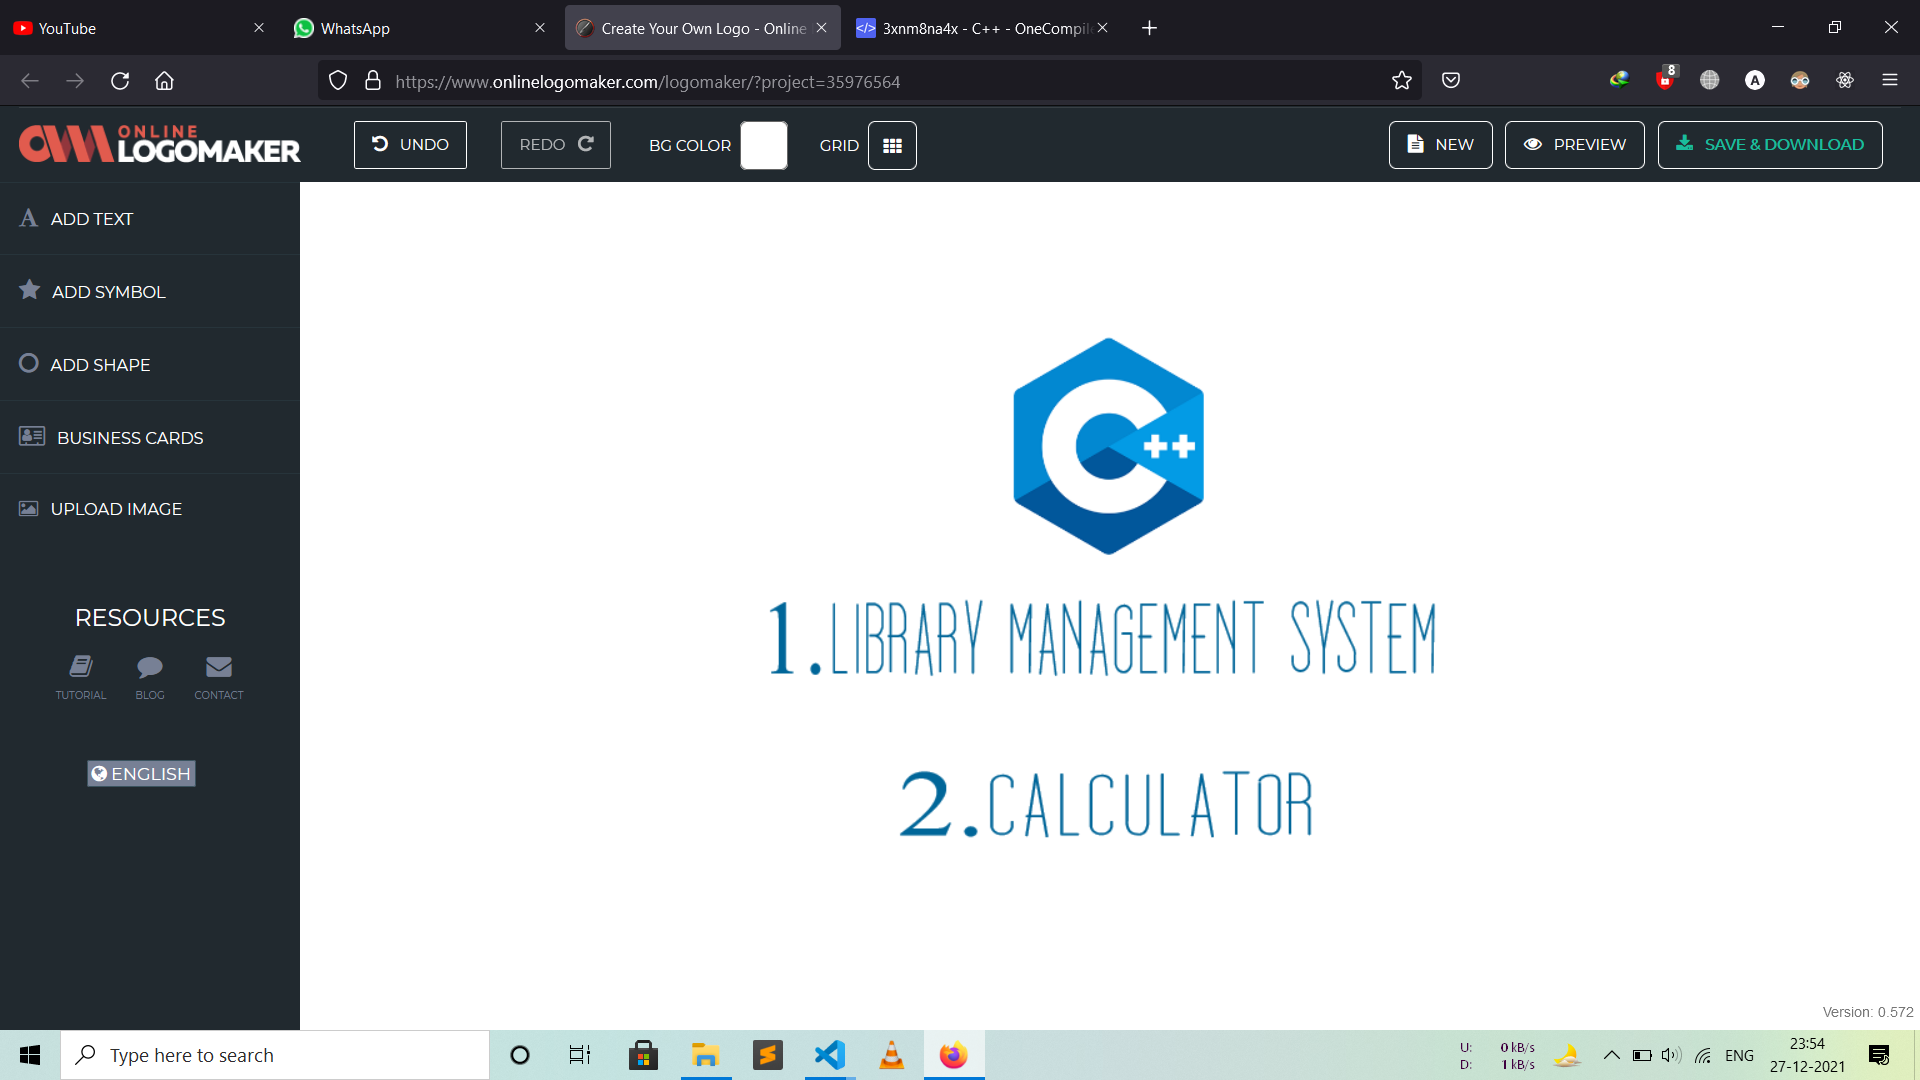 YouTube
WhatsApp
Create Your Own Logo - Online
3xnm8na4x - C++ - OneCompil
https://www.onlinelogomaker.com/logomaker/?project=35976564
8
A
ONLINE
LOGOMAKER
UNDO
REDO
BG COLOR
GRID
NEW
PREVIEW
SAVE & DOWNLOAD
A ADD TEXT
ADD SYMBOL
ADD SHAPE
BUSINESS CARDS
UPLOAD IMAGE
RESOURCES
TUTORIAL
BLOG
CONTACT
ENGLISH
C++
1.LIBRARY MANAGEMENT SYSTEM
2.CALCULATOR
Version: 0.572
Type here to search
U: 0 kB/s
D: 1 kB/s
ENG
23:54
27-12-2021
3